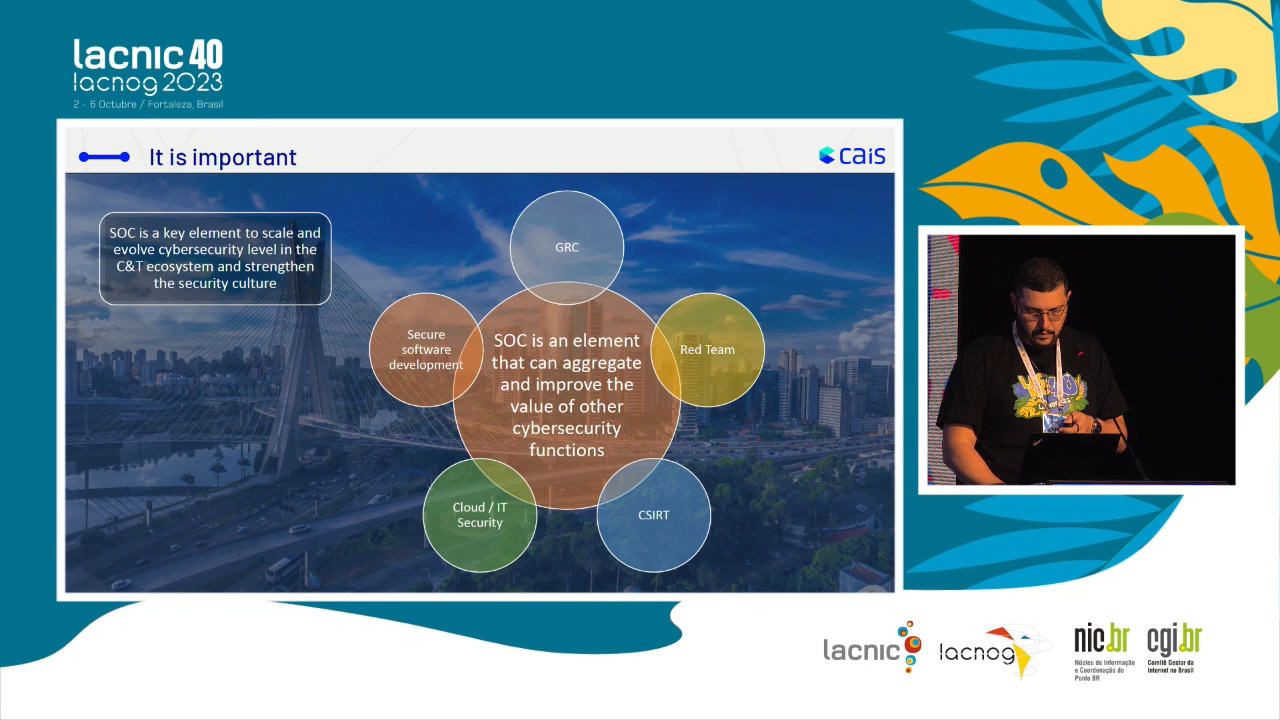 lacnic 40
lacnog 2023
2 - 6 Octubre / Fortaleza, Brasil
It is important
cais
SOC is a key element to scale and
evolve cybersecurity level in the
C&T ecosystem and strengthen
the security culture
GRC
Secure
software
development
SOC is an element
that can aggregate
and improve the
value of other
cybersecurity
functions
Red Team
Cloud / IT
Security
CSIRT
lacnic
lacnog
nic.br
Núcleo de Informação
e Coordenação do
Ponto BR
cgi.br
Comitê Gestor da
Internet no Brasil